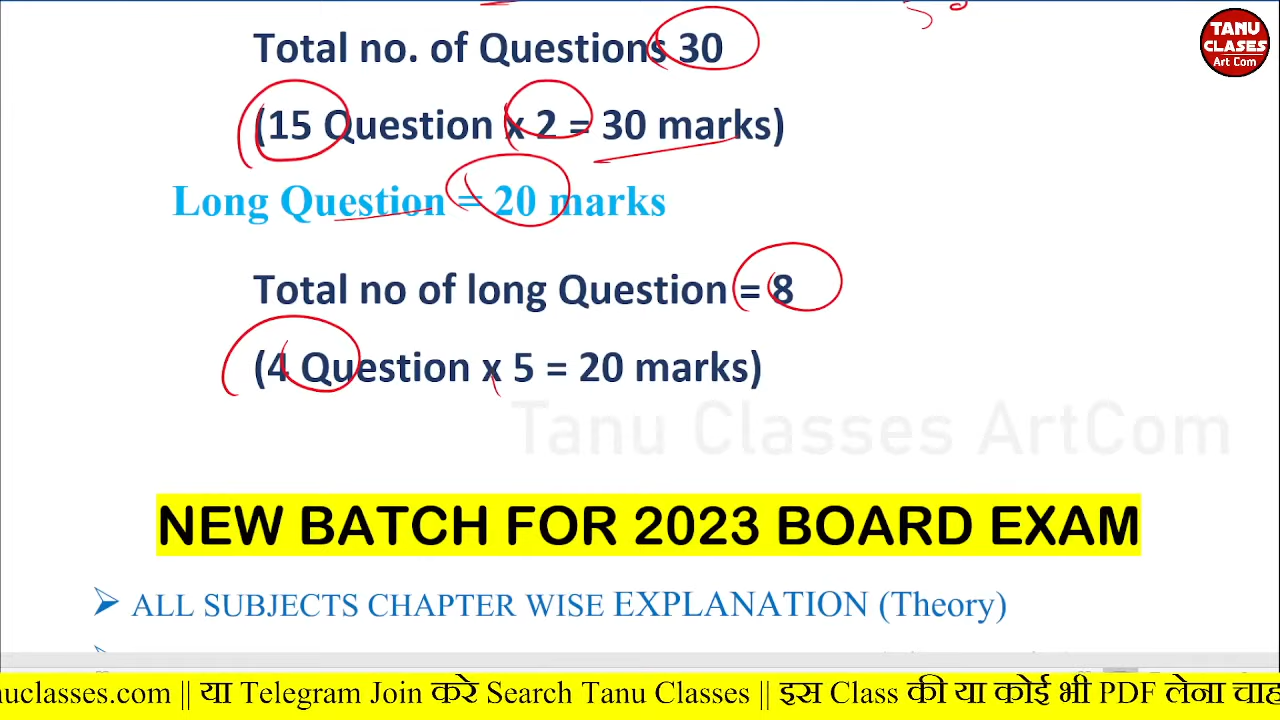 TANU
CLASES
Art Com
Total no. of Questions 30
(15 Question x 2 = 30 marks)
Long Question = 20 marks
Total no of long Question = 8
(4 Question x 5 = 20 marks)
Tanu Classes ArtCom
NEW BATCH FOR 2023 BOARD EXAM
➢ ALL SUBJECTS CHAPTER WISE EXPLANATION (Theory)
nuclasses.com || या Telegram Join करे Search Tanu Classes || इस Class की या कोई भी PDF लेना चाह